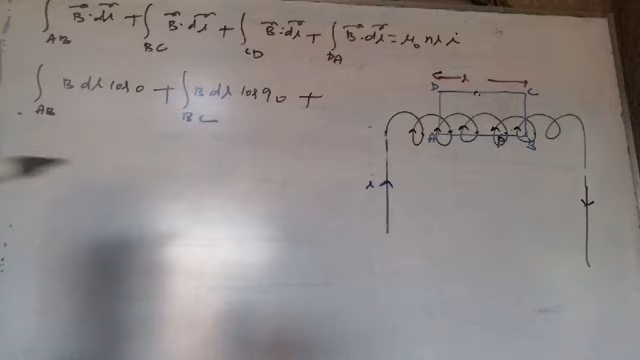 ∫AB B⃗·dl⃗ + ∫BC B⃗·dl⃗ + ∫CD B⃗·dl⃗ + ∫DA B⃗·dl⃗ = μ₀ n l i
∫AB B dl cos 0 + ∫BC B dl cos 90 +
l
D C
A B B
i